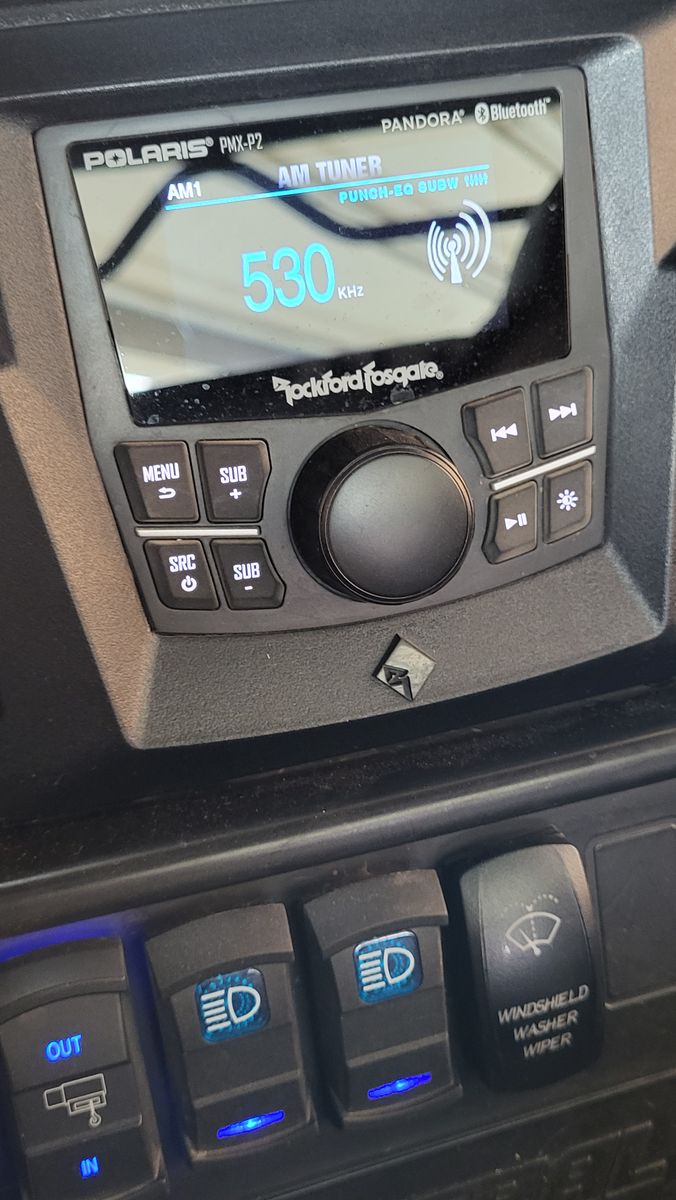 POLARIS® PMX-P2
PANDORA® Bluetooth™
AM1 AM TUNER
PUNCH-EQ SUBW
530 KHz
Rockford Fosgate®
MENU
SUB
+
SRC
SUB
-
OUT
IN
WINDSHIELD
WASHER
WIPER